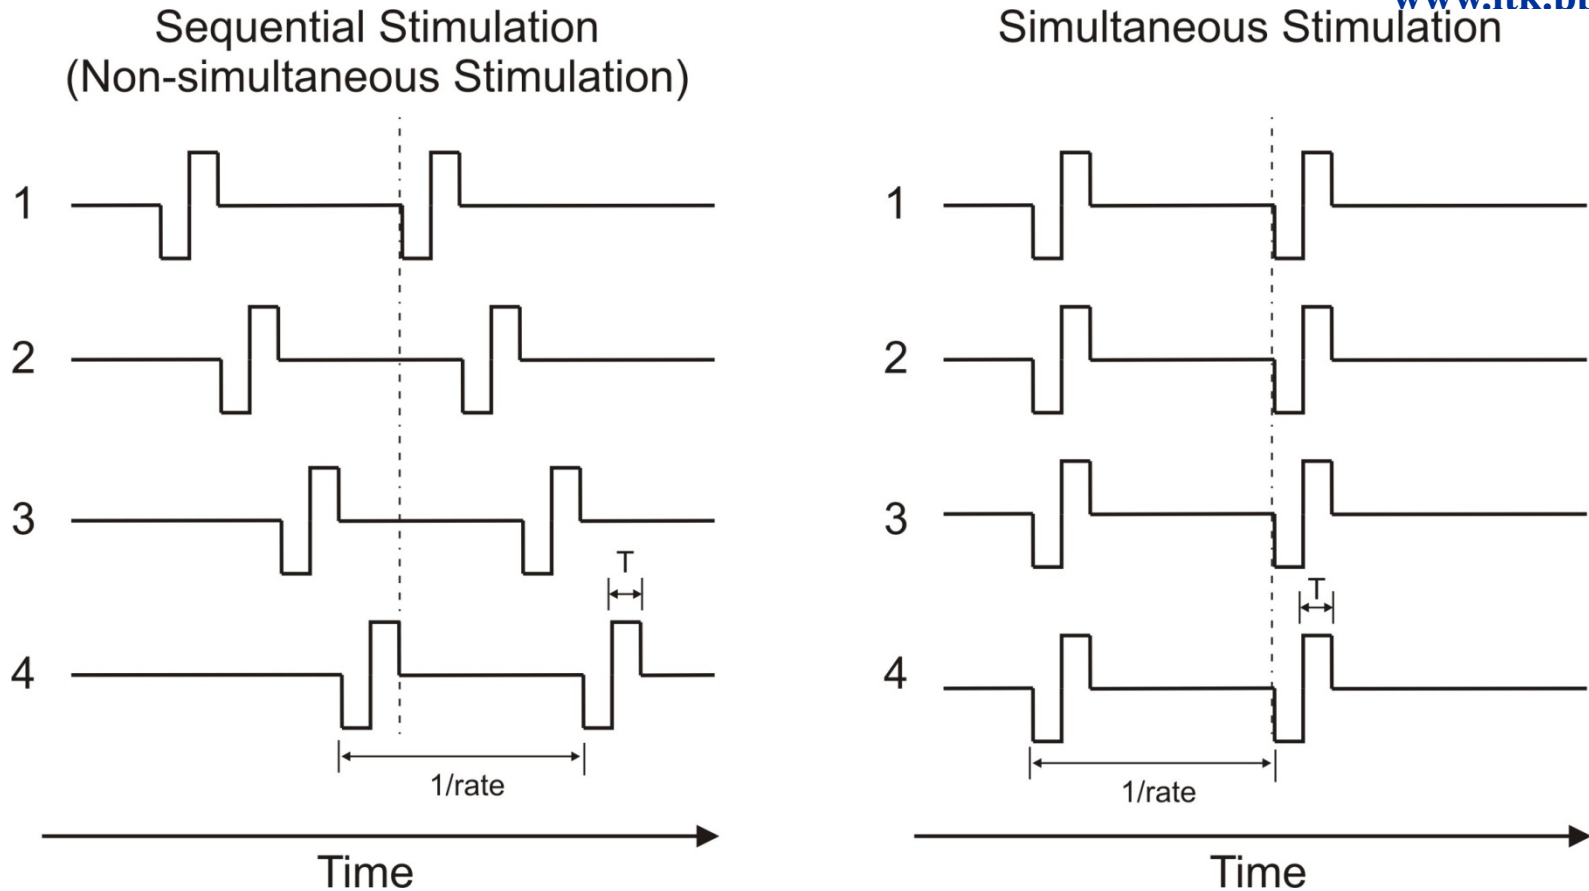 Sequential Stimulation
(Non-simultaneous Stimulation)
1
2
3
T
4
1/rate
Time
Simultaneous Stimulation
1
2
3
T
4
1/rate
Time